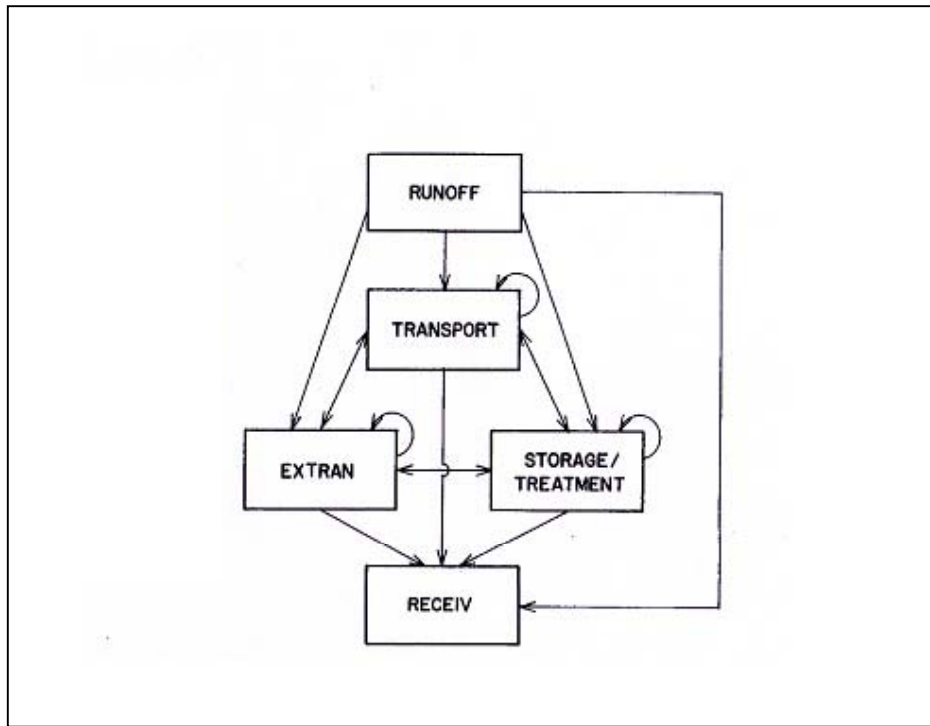 RUNOFF
TRANSPORT
EXTRAN
STORAGE/
TREATMENT
RECEIV